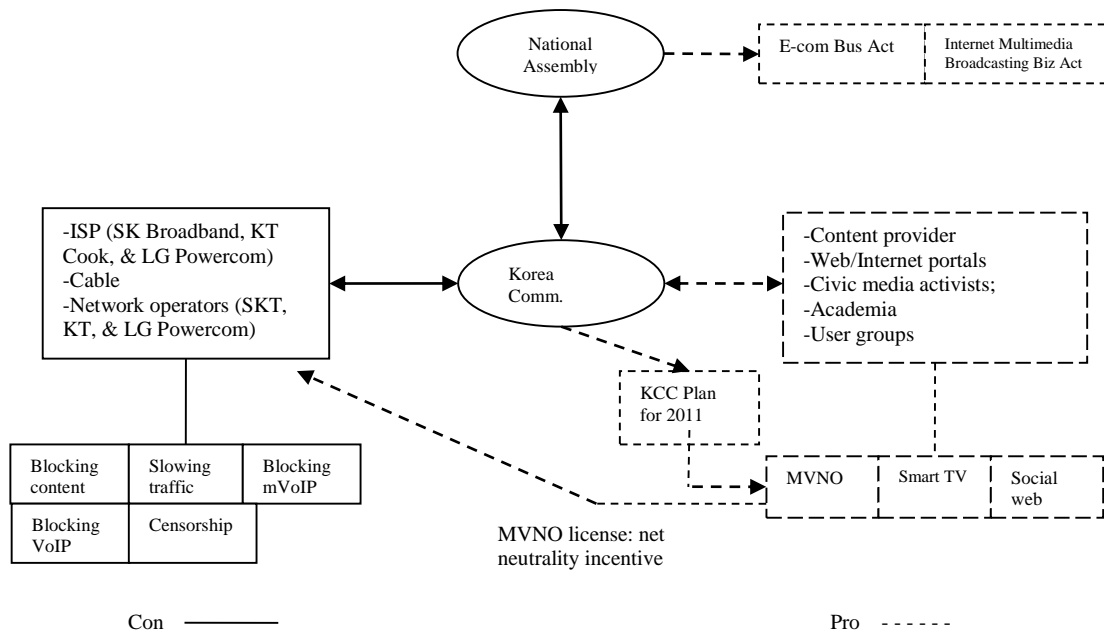 National
Assembly
E-com Bus Act
Internet Multimedia
Broadcasting Biz Act
-ISP (SK Broadband, KT
Cook, & LG Powercom)
-Cable
-Network operators (SKT,
KT, & LG Powercom)
Korea
Comm.
-Content provider
-Web/Internet portals
-Civic media activists;
-Academia
-User groups
KCC Plan
for 2011
Blocking
content
Slowing
traffic
Blocking
mVoIP
Blocking
VoIP
Censorship
MVNO
Smart TV
Social
web
MVNO license: net
neutrality incentive
Con
Pro